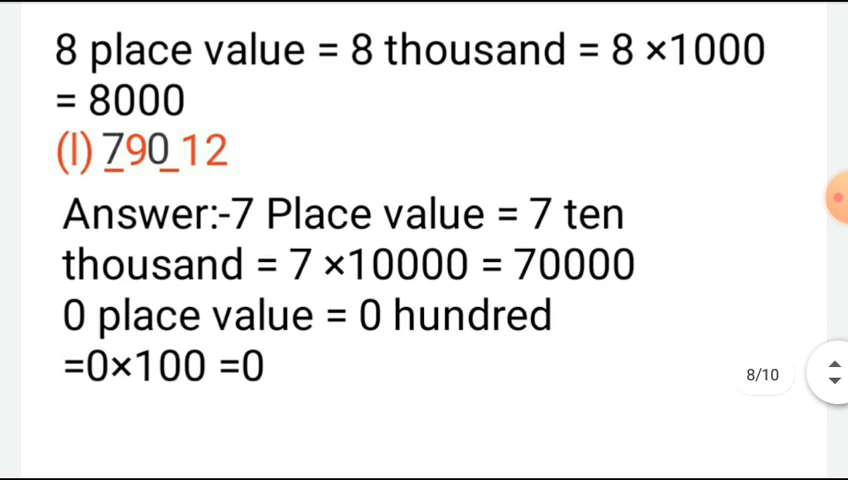 8 place value = 8 thousand = 8 ×1000
= 8000
(l) 790_12
Answer:-7 Place value = 7 ten
thousand = 7 ×10000 = 70000
0 place value = 0 hundred
=0×100 =0
8/10